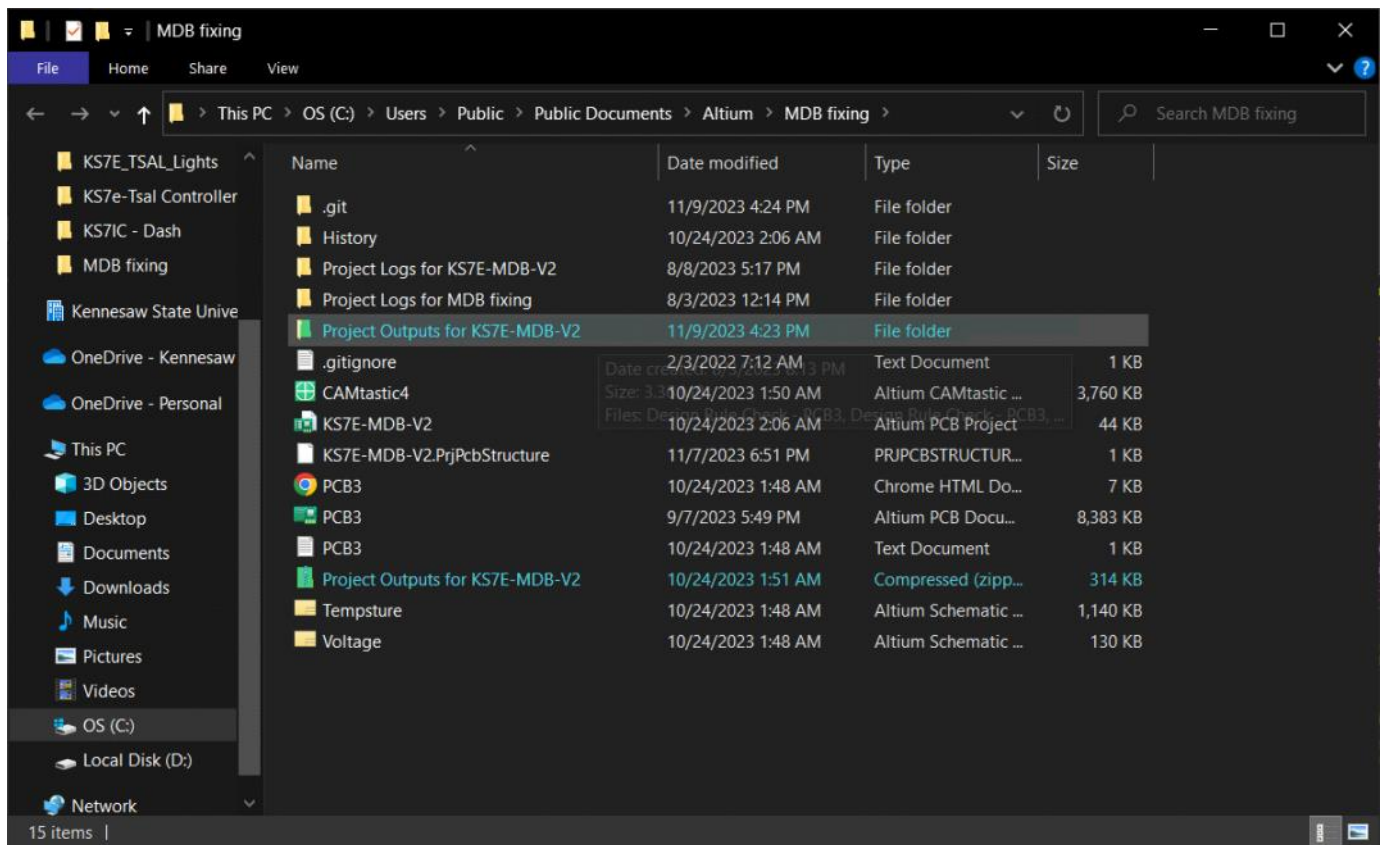 MDB fixing
File Home Share View
This PC > OS (C:) > Users > Public > Public Documents > Altium > MDB fixing > Search MDB fixing
KS7E_TSAL_Lights
KS7e-Tsal Controller
KS7IC - Dash
MDB fixing
Kennesaw State Unive
OneDrive - Kennesaw
OneDrive - Personal
This PC
3D Objects
Desktop
Documents
Downloads
Music
Pictures
Videos
OS (C:)
Local Disk (D:)
Network
Name Date modified Type Size
.git 11/9/2023 4:24 PM File folder
History 10/24/2023 2:06 AM File folder
Project Logs for KS7E-MDB-V2 8/8/2023 5:17 PM File folder
Project Logs for MDB fixing 8/3/2023 12:14 PM File folder
Project Outputs for KS7E-MDB-V2 11/9/2023 4:23 PM File folder
.gitignore 2/3/2022 7:12 AM Text Document 1 KB
CAMtastic4 10/24/2023 1:50 AM Altium CAMtastic ... 3,760 KB
KS7E-MDB-V2 10/24/2023 2:06 AM Altium PCB Project 44 KB
KS7E-MDB-V2.PrjPcbStructure 11/7/2023 6:51 PM PRJPCBSTRUCTUR... 1 KB
PCB3 10/24/2023 1:48 AM Chrome HTML Do... 7 KB
PCB3 9/7/2023 5:49 PM Altium PCB Docu... 8,383 KB
PCB3 10/24/2023 1:48 AM Text Document 1 KB
Project Outputs for KS7E-MDB-V2 10/24/2023 1:51 AM Compressed (zipp... 314 KB
Tempsture 10/24/2023 1:48 AM Altium Schematic ... 1,140 KB
Voltage 10/24/2023 1:48 AM Altium Schematic ... 130 KB
15 items